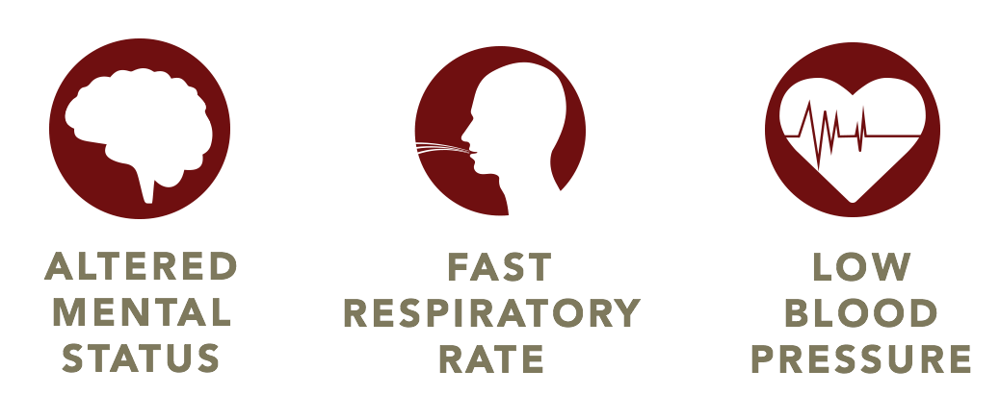 ALTERED
MENTAL
STATUS
FAST
RESPIRATORY
RATE
LOW
BLOOD
PRESSURE